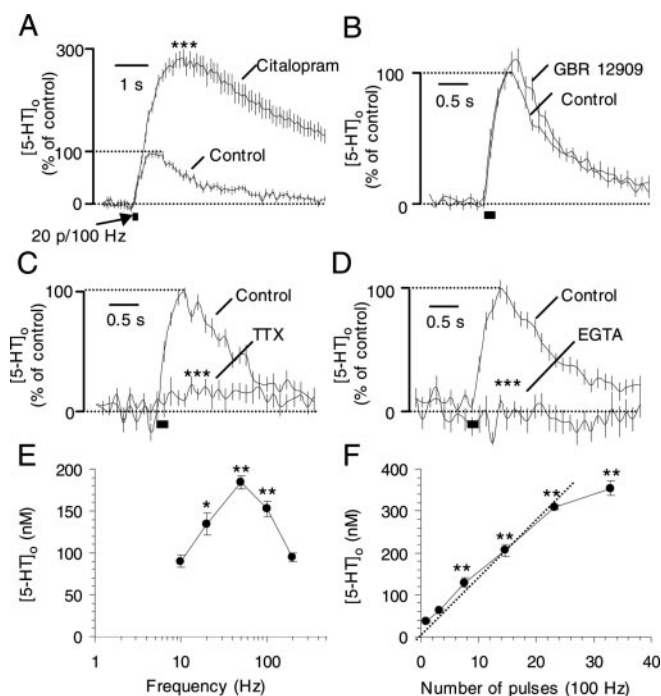 A
300
100
0
[5-HT]o
(% of control)
1 s
***
Citalopram
Control
20 p/100 Hz
B
100
0
[5-HT]o
(% of control)
0.5 s
GBR 12909
Control
C
100
0
[5-HT]o
(% of control)
0.5 s
Control
TTX
***
D
100
0
[5-HT]o
(% of control)
0.5 s
Control
EGTA
***
E
200
150
100
50
0
[5-HT]o (nM)
*
**
**
1
10
100
Frequency (Hz)
F
400
300
200
100
0
[5-HT]o (nM)
**
**
**
**
0
10
20
30
40
Number of pulses (100 Hz)